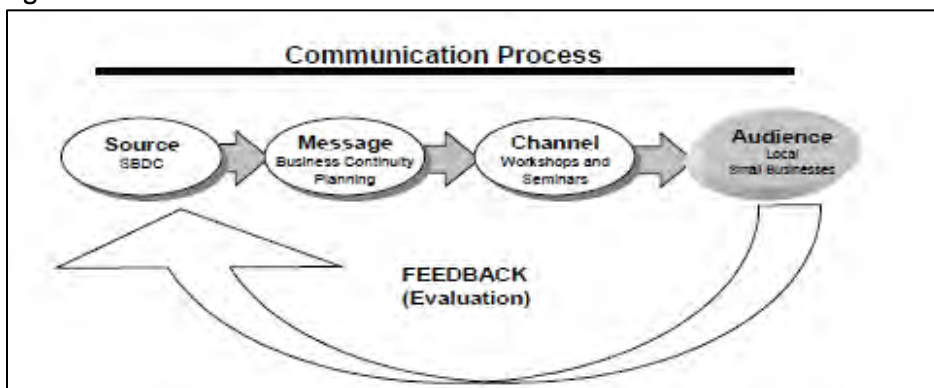 Communication Process
Source
SBDC
Message
Business Continuity
Planning
Channel
Workshops and
Seminars
Audience
Local
Small Businesses
FEEDBACK
(Evaluation)